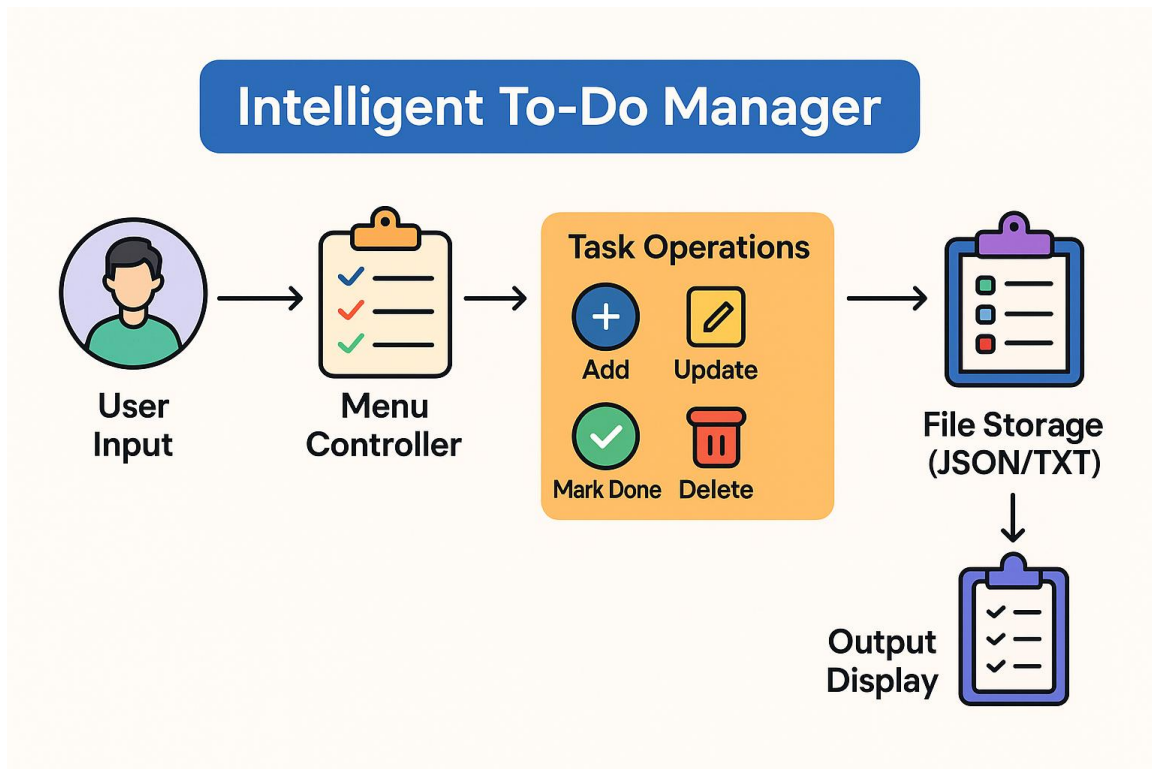 Intelligent To-Do Manager
User
Input
Menu
Controller
Task Operations
Add
Update
Mark Done
Delete
File Storage
(JSON/TXT)
Output
Display